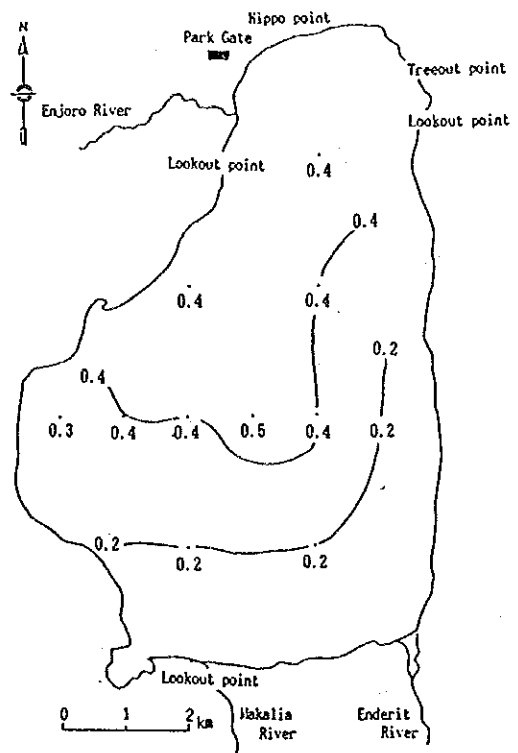 N
Hippo point
Park Gate
Treeout point
Enjoro River
Lookout point
Lookout point
0.4
0.4
0.4
0.4
0.2
0.4
0.3
0.4
0.4
0.5
0.4
0.2
0.2
0.2
0.2
Lookout point
0 1 2
km
Makalia
River
Enderit
River